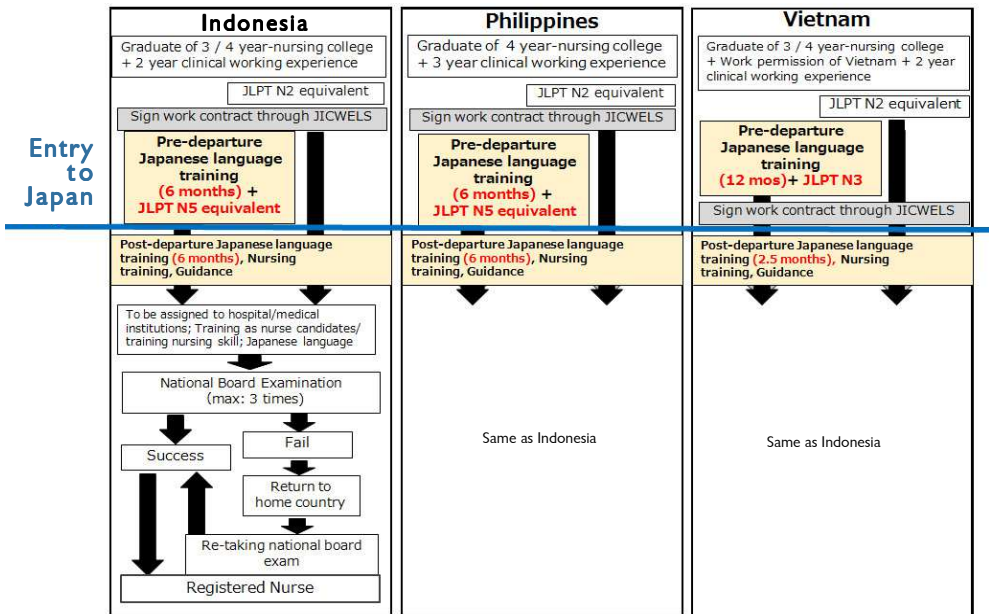 Entry
to
Japan
Indonesia
Graduate of 3 / 4 year-nursing college
+ 2 year clinical working experience
JLPT N2 equivalent
Sign work contract through JICWELS
Pre-departure
Japanese language
training
(6 months) +
JLPT N5 equivalent
Post-departure Japanese language
training (6 months), Nursing
training, Guidance
To be assigned to hospital/medical
institutions; Training as nurse candidates/
training nursing skill; Japanese language
National Board Examination
(max: 3 times)
Success
Fail
Return to
home country
Re-taking national board
exam
Registered Nurse
Philippines
Graduate of 4 year-nursing college
+ 3 year clinical working experience
JLPT N2 equivalent
Sign work contract through JICWELS
Pre-departure
Japanese language
training
(6 months) +
JLPT N5 equivalent
Post-departure Japanese language
training (6 months), Nursing
training, Guidance
Same as Indonesia
Vietnam
Graduate of 3 / 4 year-nursing college
+ Work permission of Vietnam + 2 year
clinical working experience
JLPT N2 equivalent
Pre-departure
Japanese language
training
(12 mos)+ JLPT N3
Sign work contract through JICWELS
Post-departure Japanese language
training (2.5 months), Nursing
training, Guidance
Same as Indonesia